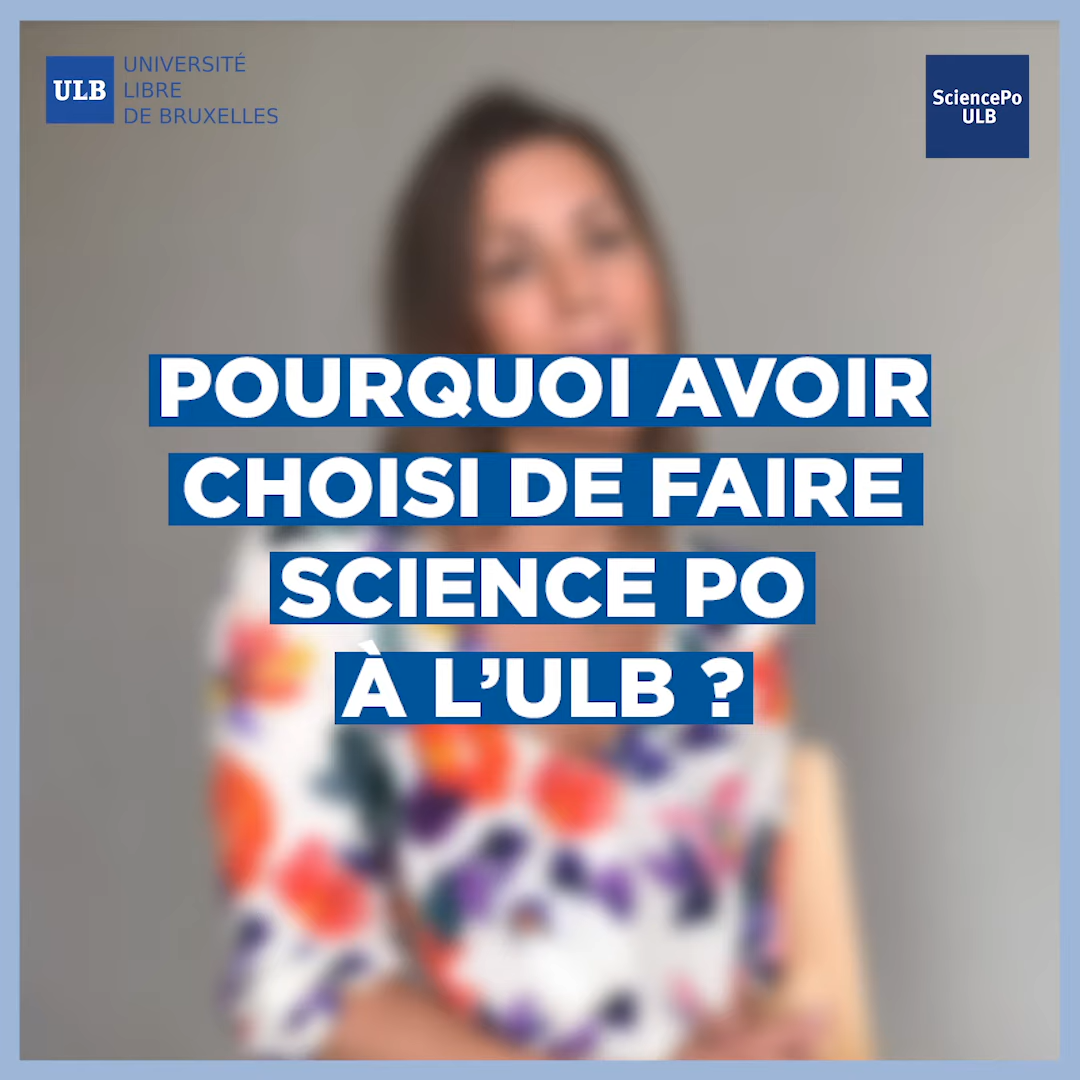 ULB
UNIVERSITÉ
LIBRE
DE BRUXELLES
SciencePo
ULB
POURQUOI AVOIR
CHOISI DE FAIRE
SCIENCE PO
À L’ULB ?